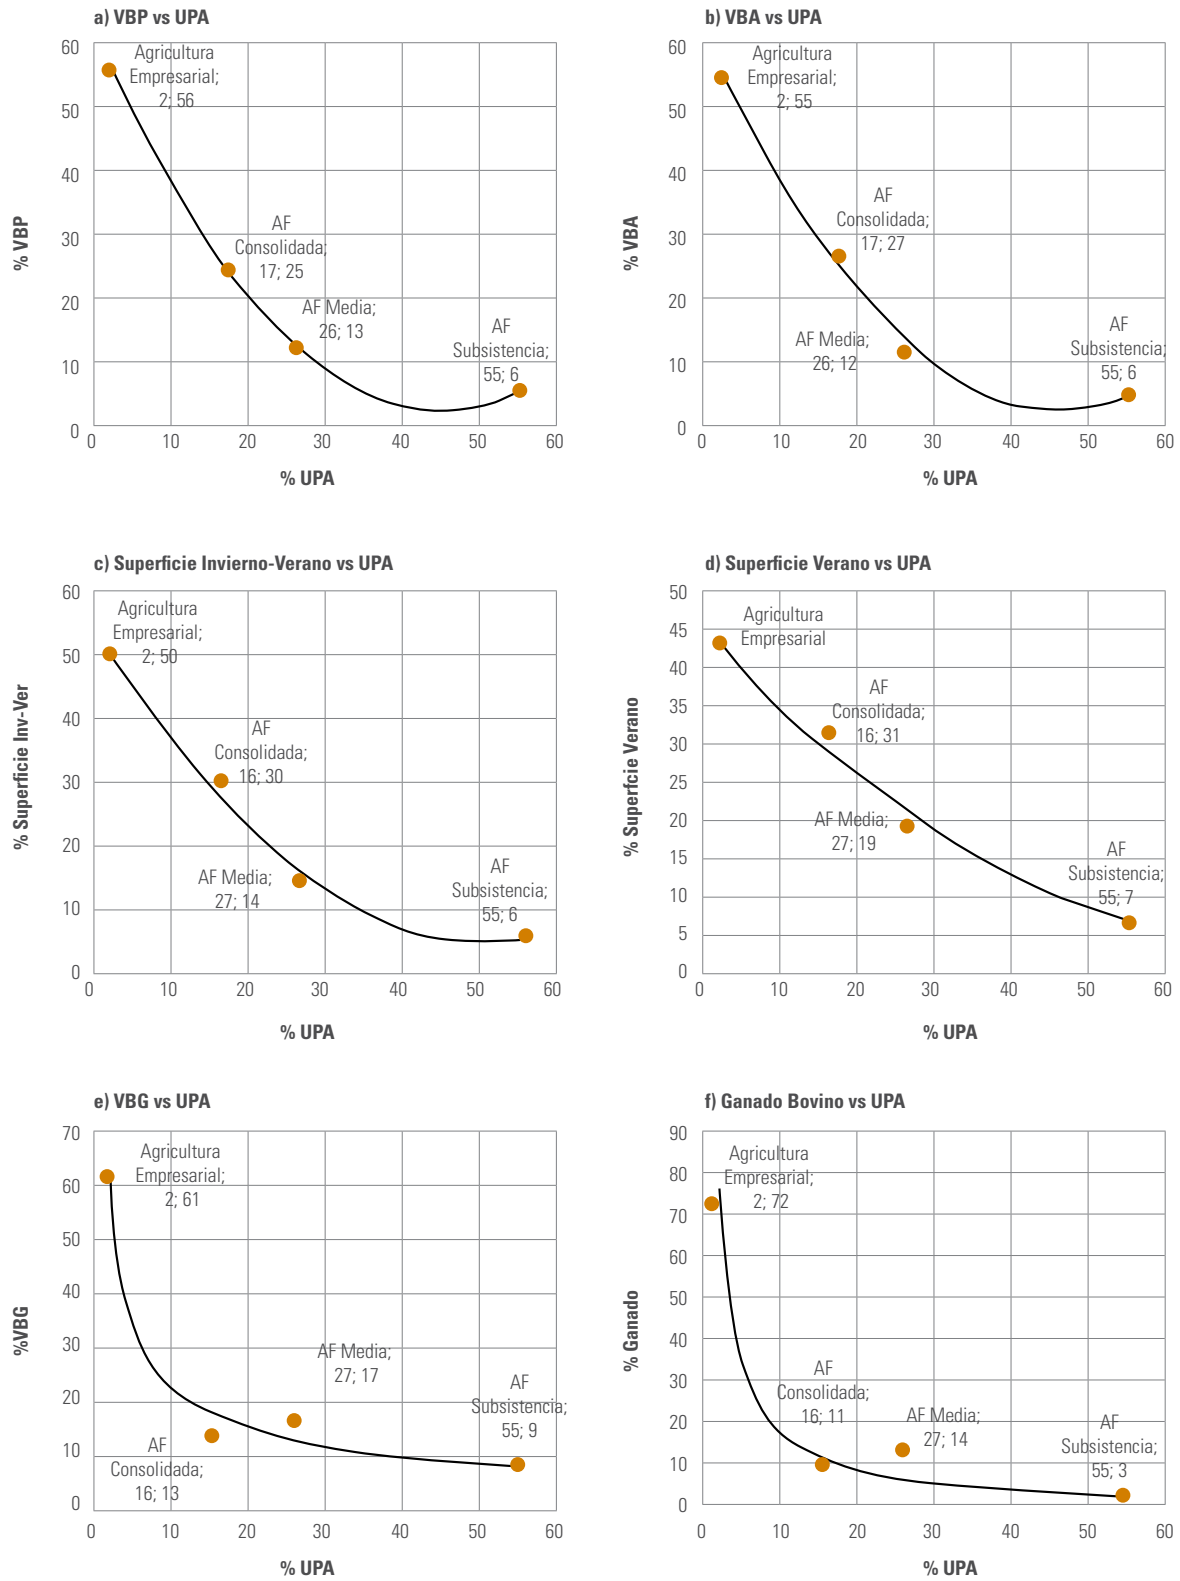 a) VBP vs UPA
60
50
40
30
20
10
0
% VBP
Agricultura
Empresarial;
2; 56
AF
Consolidada;
17; 25
AF Media;
26; 13
AF
Subsistencia;
55; 6
0 10 20 30 40 50 60
% UPA
b) VBA vs UPA
60
50
40
30
20
10
0
% VBA
Agricultura
Empresarial;
2; 55
AF
Consolidada;
17; 27
AF Media;
26; 12
AF
Subsistencia;
55; 6
0 10 20 30 40 50 60
% UPA
c) Superficie Invierno-Verano vs UPA
60
50
40
30
20
10
0
% Superficie Inv-Ver
Agricultura
Empresarial;
2; 50
AF
Consolidada;
16; 30
AF Media;
27; 14
AF
Subsistencia;
55; 6
0 10 20 30 40 50 60
% UPA
d) Superficie Verano vs UPA
50
45
40
35
30
25
20
15
10
5
0
% Superfcie Verano
Agricultura
Empresarial
AF
Consolidada;
16; 31
AF Media;
27; 19
AF
Subsistencia;
55; 7
0 10 20 30 40 50 60
% UPA
e) VBG vs UPA
70
60
50
40
30
20
10
0
%VBG
Agricultura
Empresarial;
2; 61
AF Media;
27; 17
AF
Subsistencia;
55; 9
AF
Consolidada;
16; 13
0 10 20 30 40 50 60
% UPA
f) Ganado Bovino vs UPA
90
80
70
60
50
40
30
20
10
0
% Ganado
Agricultura
Empresarial;
2; 72
AF
Consolidada;
16; 11
AF Media;
27; 14
AF
Subsistencia;
55; 3
0 10 20 30 40 50 60
% UPA